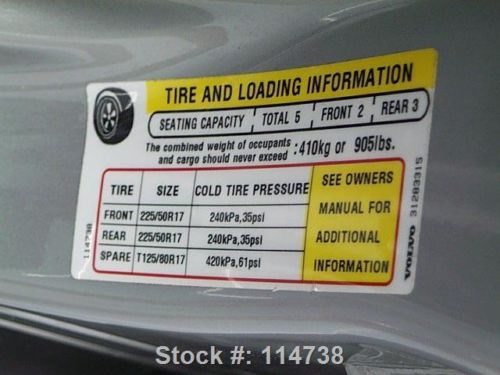 TIRE AND LOADING INFORMATION
SEATING CAPACITY TOTAL 5 FRONT 2 REAR 3
The combined weight of occupants
and cargo should never exceed :410kg or 905lbs.
TIRE SIZE COLD TIRE PRESSURE
FRONT 225/50R17 240kPa,35psi
REAR 225/50R17 240kPa,35psi
SPARE T125/80R17 420kPa,61psi
SEE OWNERS
MANUAL FOR
ADDITIONAL
INFORMATION
114738
VOLVO 31283315
Stock #: 114738